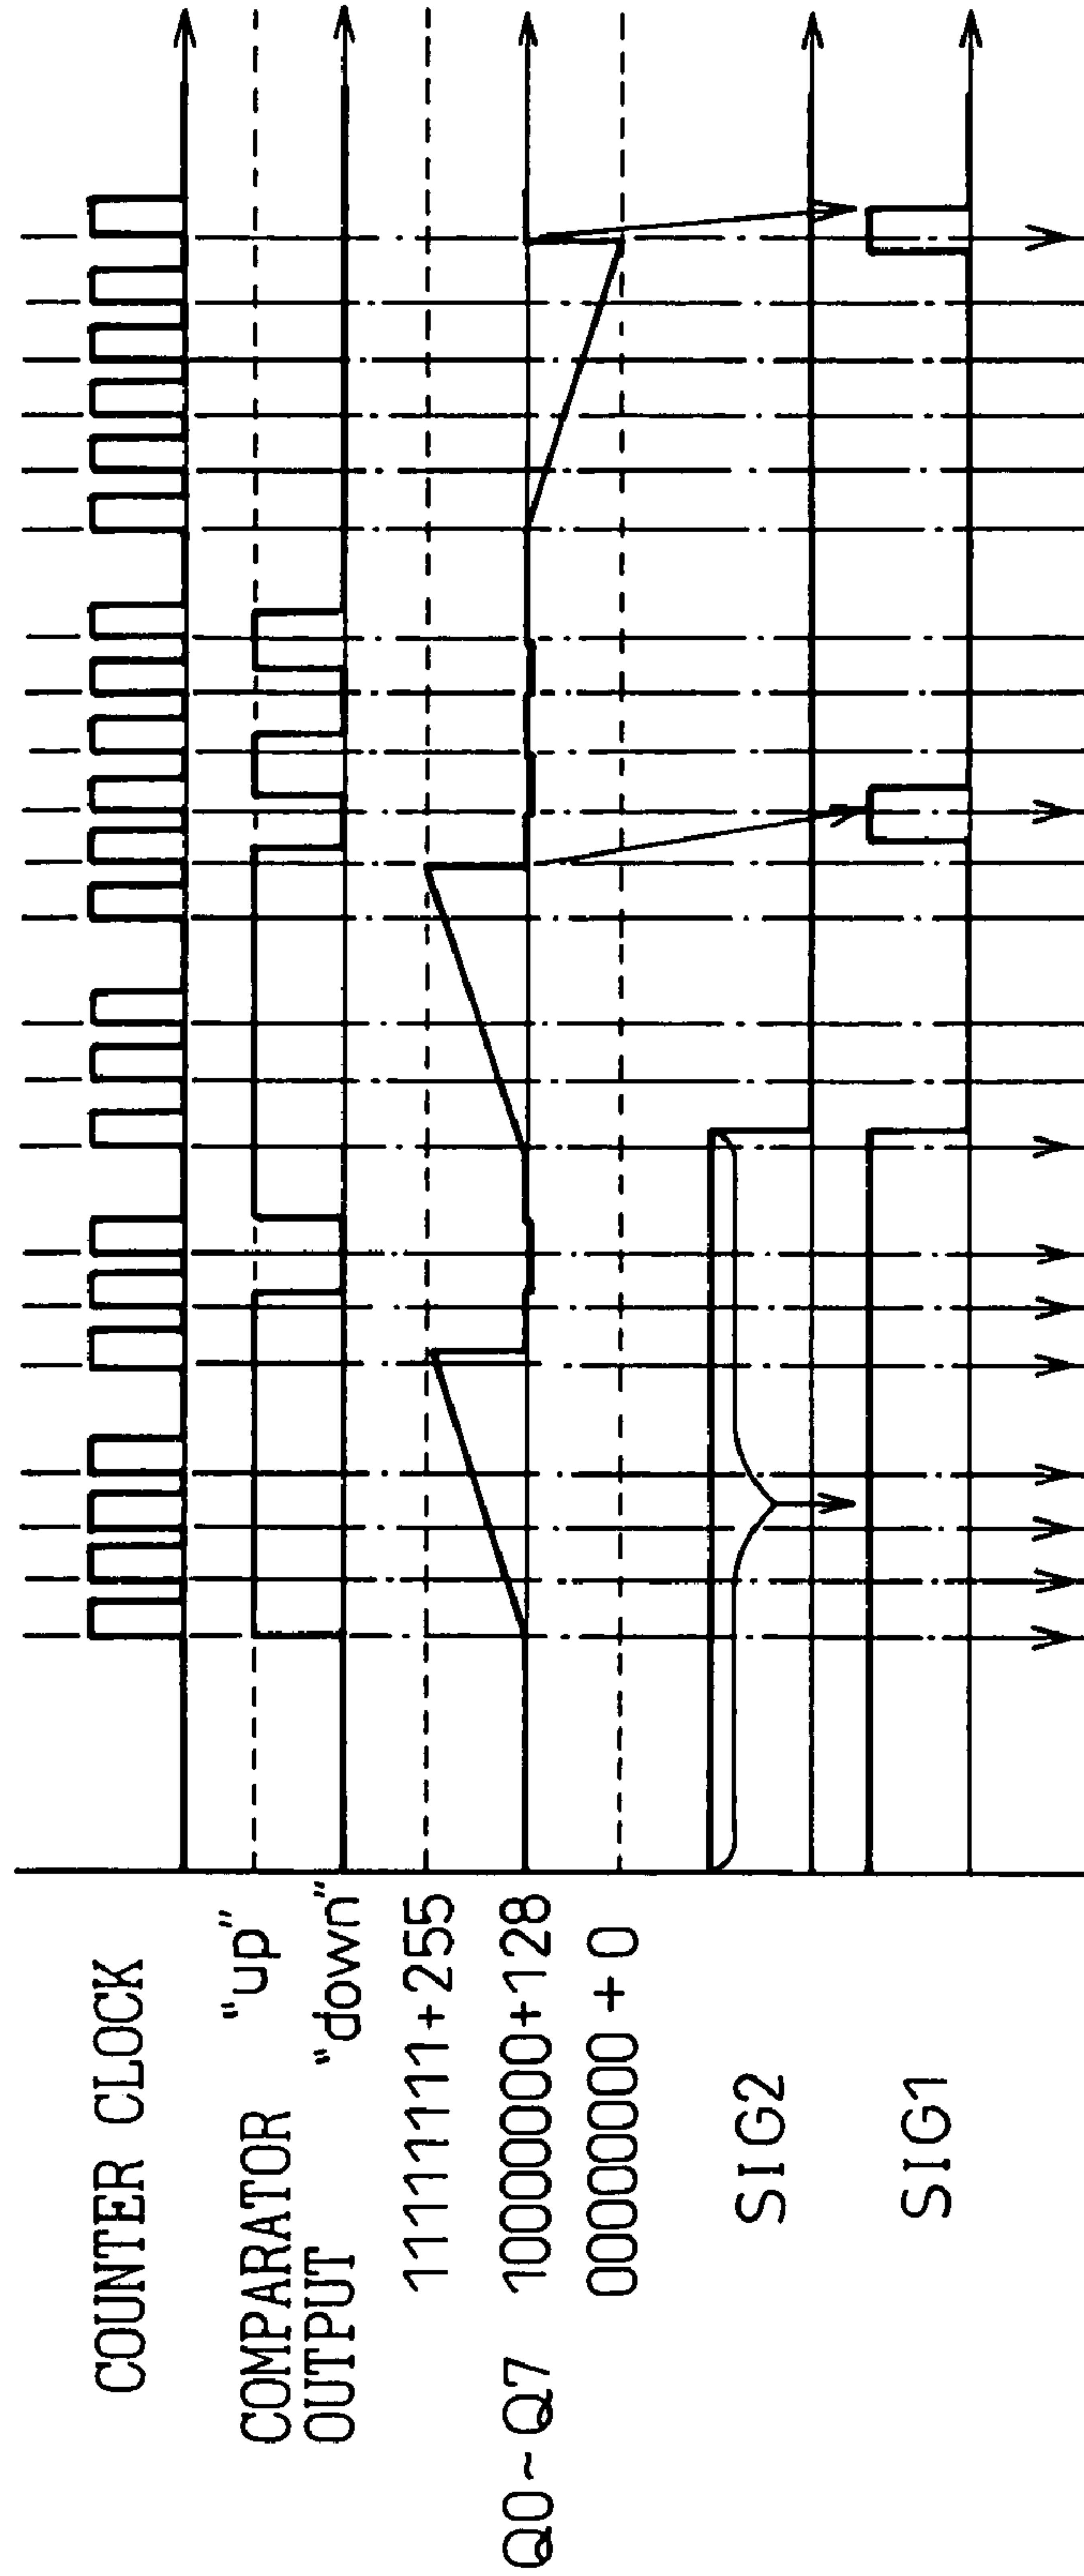 COUNTER CLOCK
COMPARATOR "up"
OUTPUT "down"
11111111+255
Q0~Q7 10000000+128
00000000+0
SIG2
SIG1